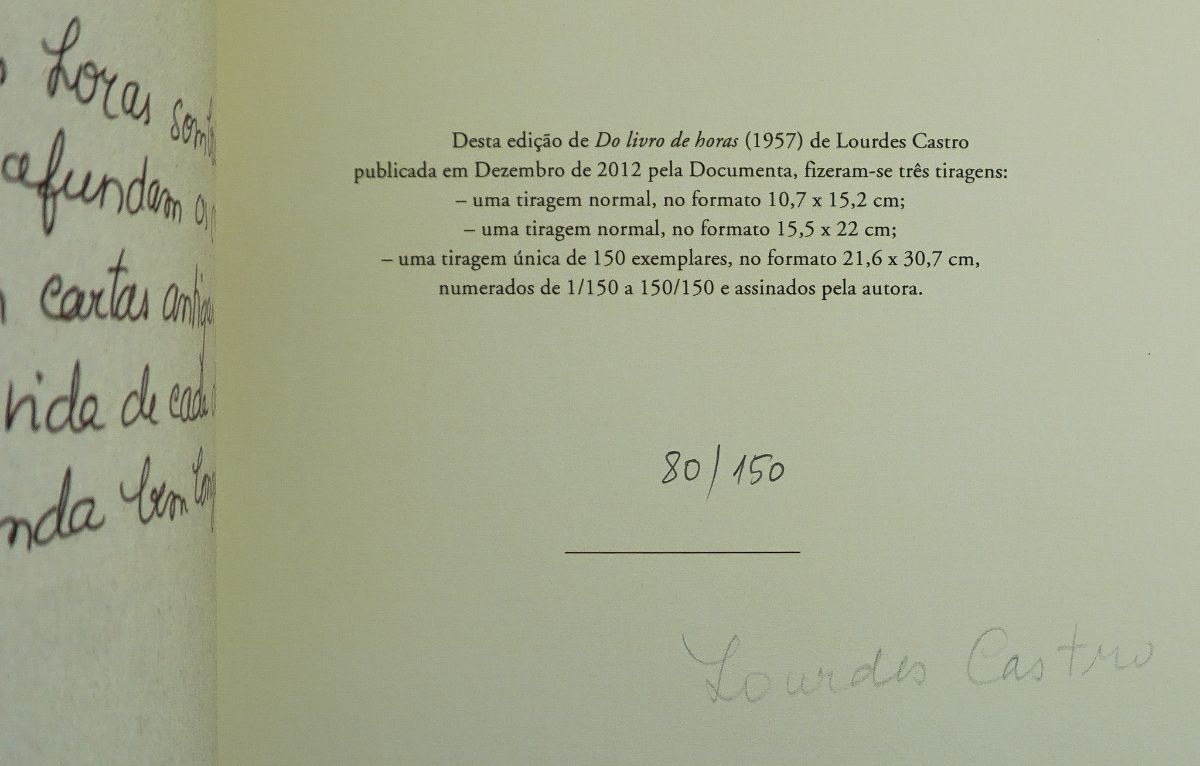 Horas
afundam
cartas
vida de
Desta edição de Do livro de horas (1957) de Lourdes Castro
publicada em Dezembro de 2012 pela Documenta, fizeram-se três tiragens:
– uma tiragem normal, no formato 10,7 x 15,2 cm;
– uma tiragem normal, no formato 15,5 x 22 cm;
– uma tiragem única de 150 exemplares, no formato 21,6 x 30,7 cm,
numerados de 1/150 a 150/150 e assinados pela autora.
80/150
Lourdes Castro